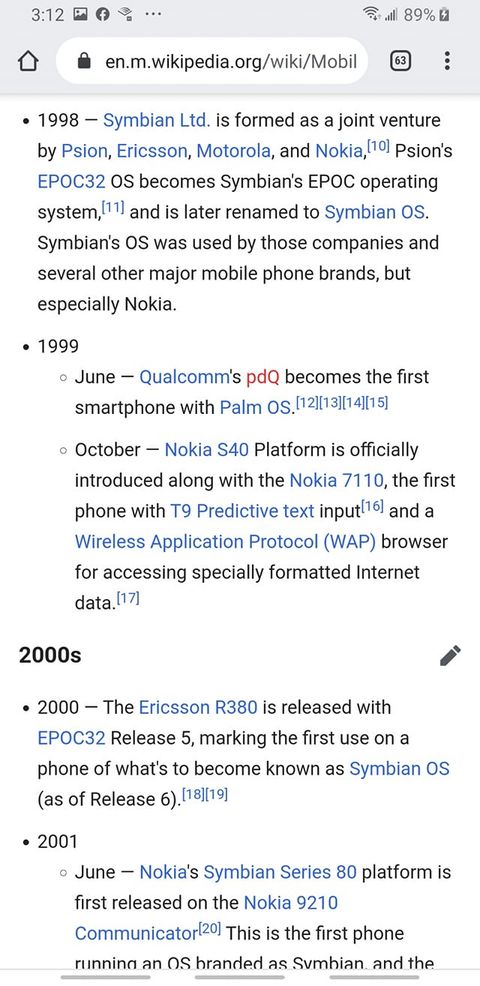 3:12 89%
en.m.wikipedia.org/wiki/Mobil 63
• 1998 — Symbian Ltd. is formed as a joint venture
by Psion, Ericsson, Motorola, and Nokia,[10] Psion's
EPOC32 OS becomes Symbian's EPOC operating
system,[11] and is later renamed to Symbian OS.
Symbian's OS was used by those companies and
several other major mobile phone brands, but
especially Nokia.
• 1999
◦ June — Qualcomm's pdQ becomes the first
smartphone with Palm OS.[12][13][14][15]
◦ October — Nokia S40 Platform is officially
introduced along with the Nokia 7110, the first
phone with T9 Predictive text input[16] and a
Wireless Application Protocol (WAP) browser
for accessing specially formatted Internet
data.[17]
2000s
• 2000 — The Ericsson R380 is released with
EPOC32 Release 5, marking the first use on a
phone of what's to become known as Symbian OS
(as of Release 6).[18][19]
• 2001
◦ June — Nokia's Symbian Series 80 platform is
first released on the Nokia 9210
Communicator[20] This is the first phone
running an OS branded as Symbian, and the